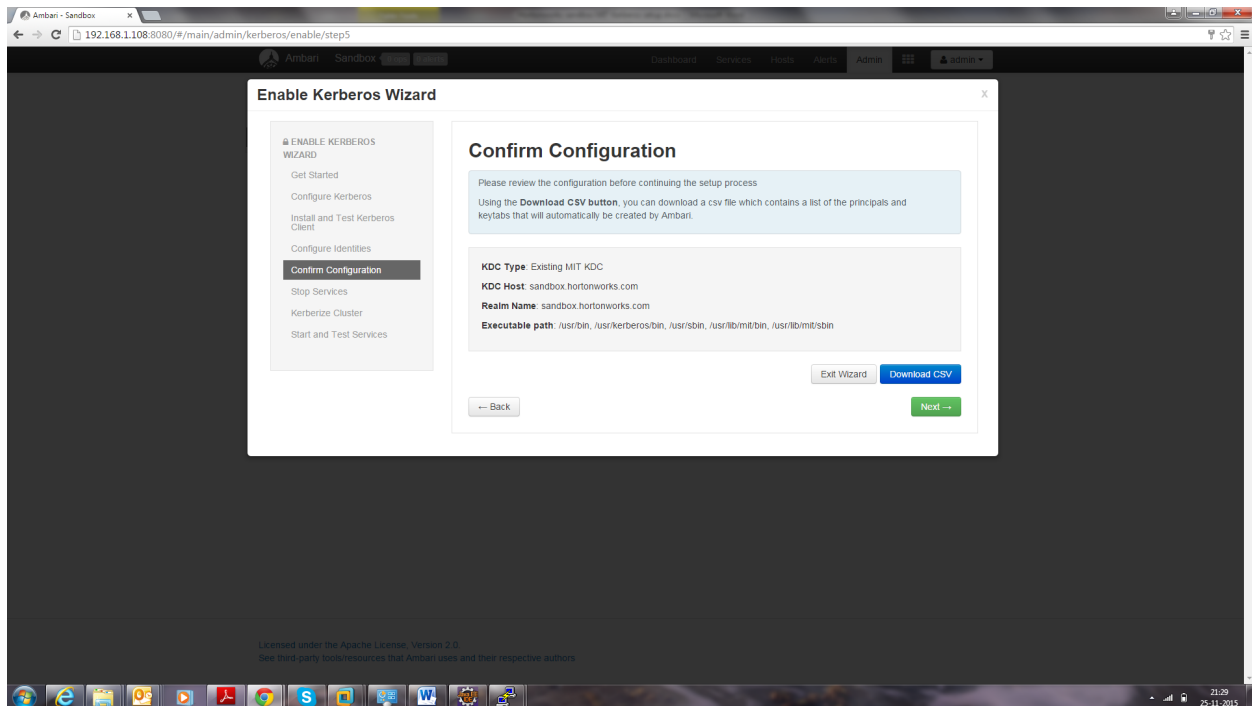 Ambari - Sandbox
192.168.1.108:8080/#/main/admin/kerberos/enable/step5
Ambari Sandbox
Dashboard Services Hosts Alerts Admin admin
Enable Kerberos Wizard
X
ENABLE KERBEROS
WIZARD
Get Started
Configure Kerberos
Install and Test Kerberos
Client
Configure Identities
Confirm Configuration
Stop Services
Kerberize Cluster
Start and Test Services
Confirm Configuration
Please review the configuration before continuing the setup process
Using the Download CSV button, you can download a csv file which contains a list of the principals and
keytabs that will automatically be created by Ambari.
KDC Type: Existing MIT KDC
KDC Host: sandbox.hortonworks.com
Realm Name: sandbox.hortonworks.com
Executable path: /usr/bin, /usr/kerberos/bin, /usr/sbin, /usr/lib/mit/bin, /usr/lib/mit/sbin
Exit Wizard
Download CSV
← Back
Next →
Licensed under the Apache License, Version 2.0.
See third-party tools/resources that Ambari uses and their respective authors
21:29
25-11-2015